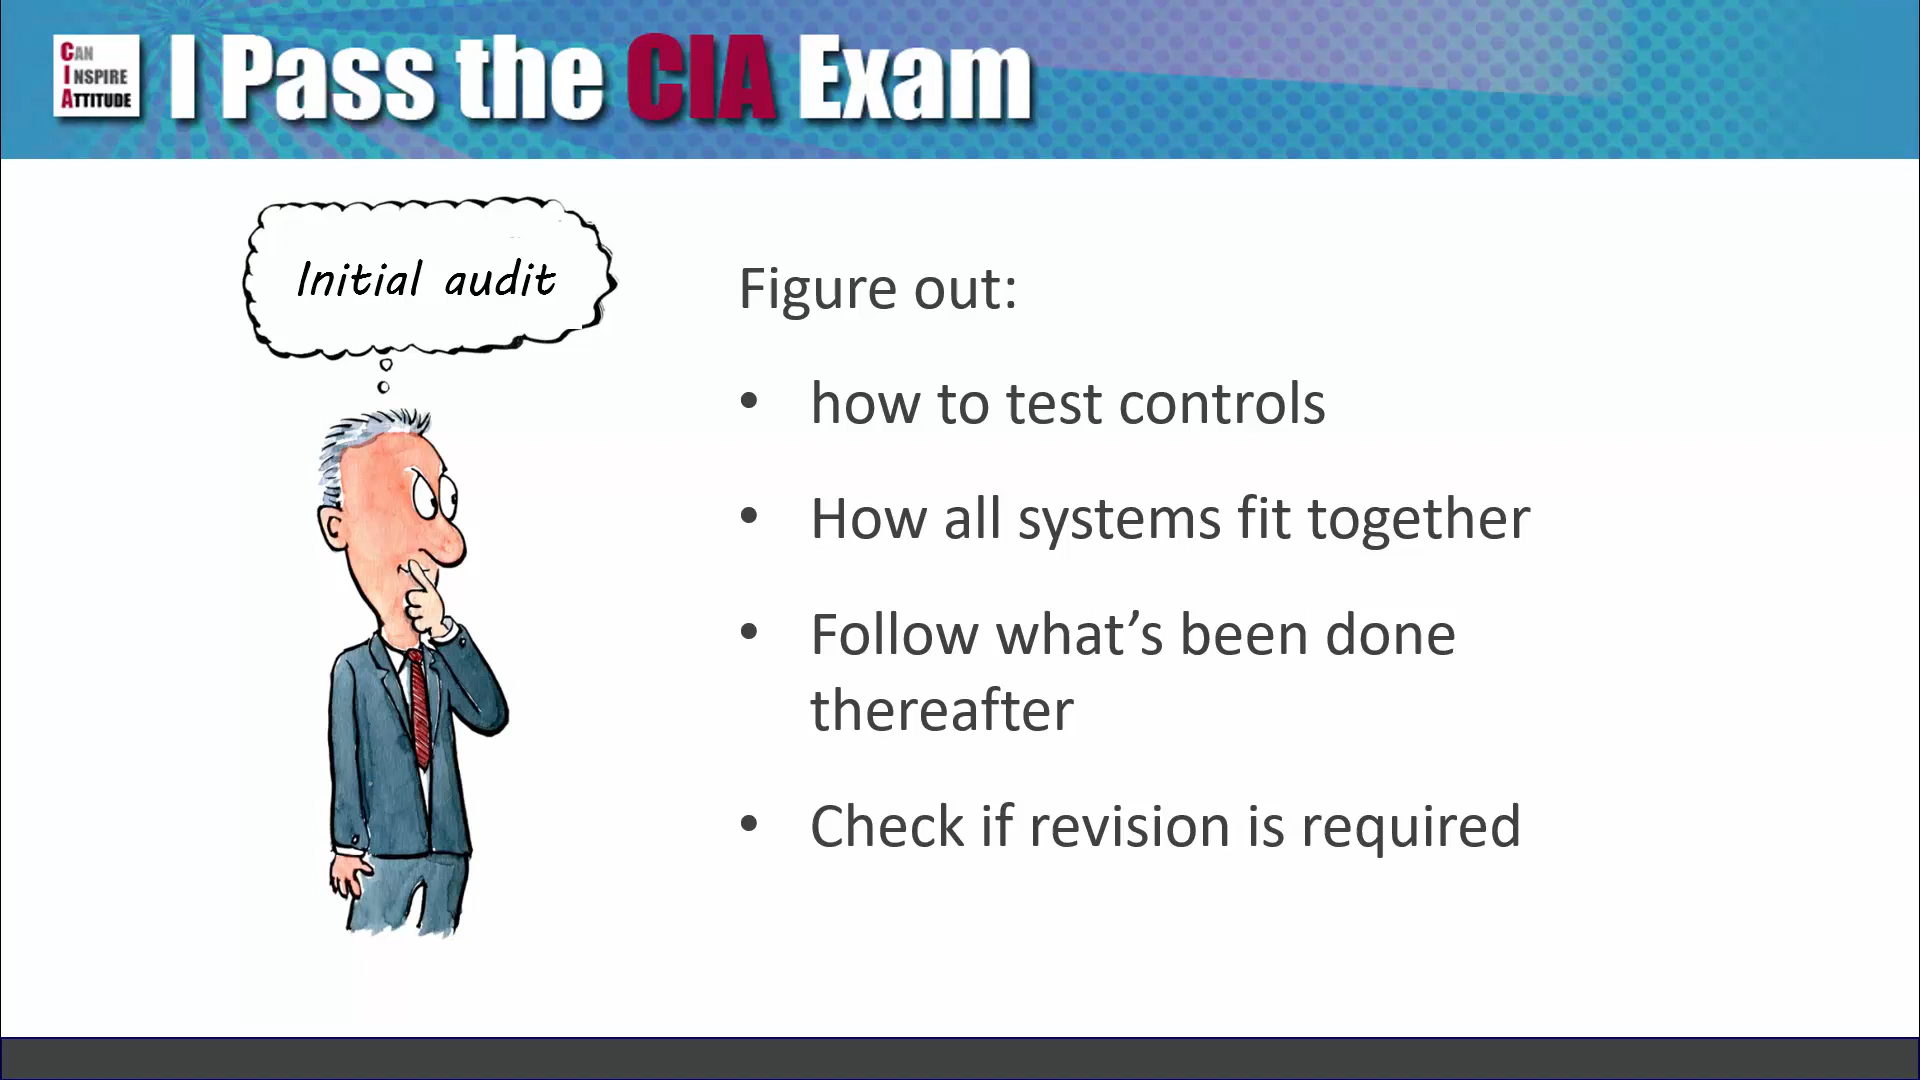 CAN
INSPIRE
ATTITUDE
I Pass the CIA Exam
Initial audit
Figure out:
• how to test controls
• How all systems fit together
• Follow what’s been done
thereafter
• Check if revision is required